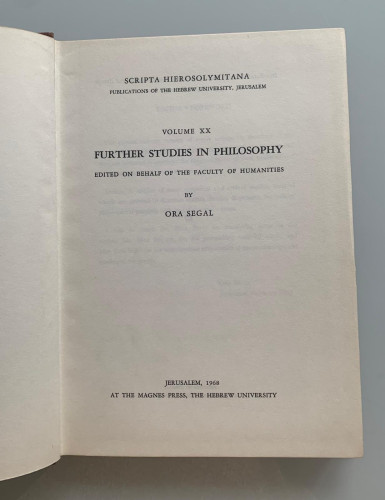 SCRIPTA HIEROSOLYMITANA
PUBLICATIONS OF THE HEBREW UNIVERSITY, JERUSALEM
VOLUME XX
FURTHER STUDIES IN PHILOSOPHY
EDITED ON BEHALF OF THE FACULTY OF HUMANITIES
BY
ORA SEGAL
JERUSALEM, 1968
AT THE MAGNES PRESS, THE HEBREW UNIVERSITY